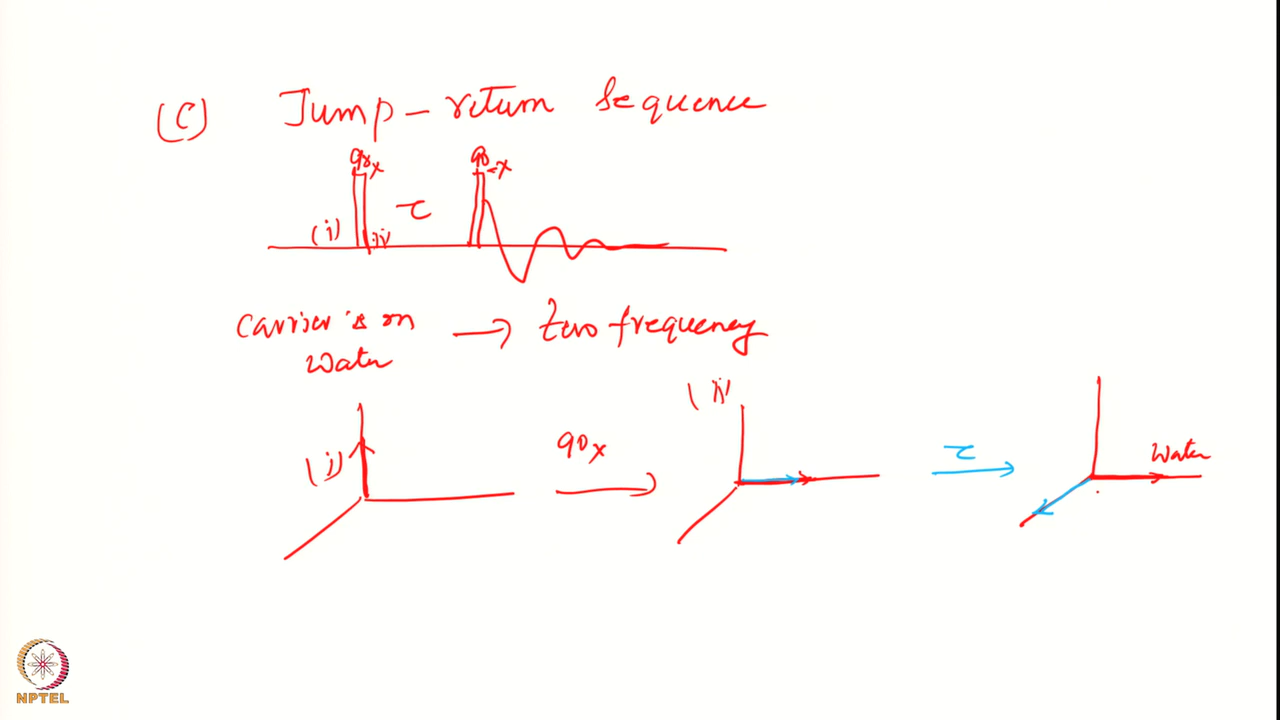 (C) Jump-return Sequence
90x 90-x
(i) (ii) τ
Carrier is on → Zero frequency
Water
(i) 90x (ii) τ Water
NPTEL